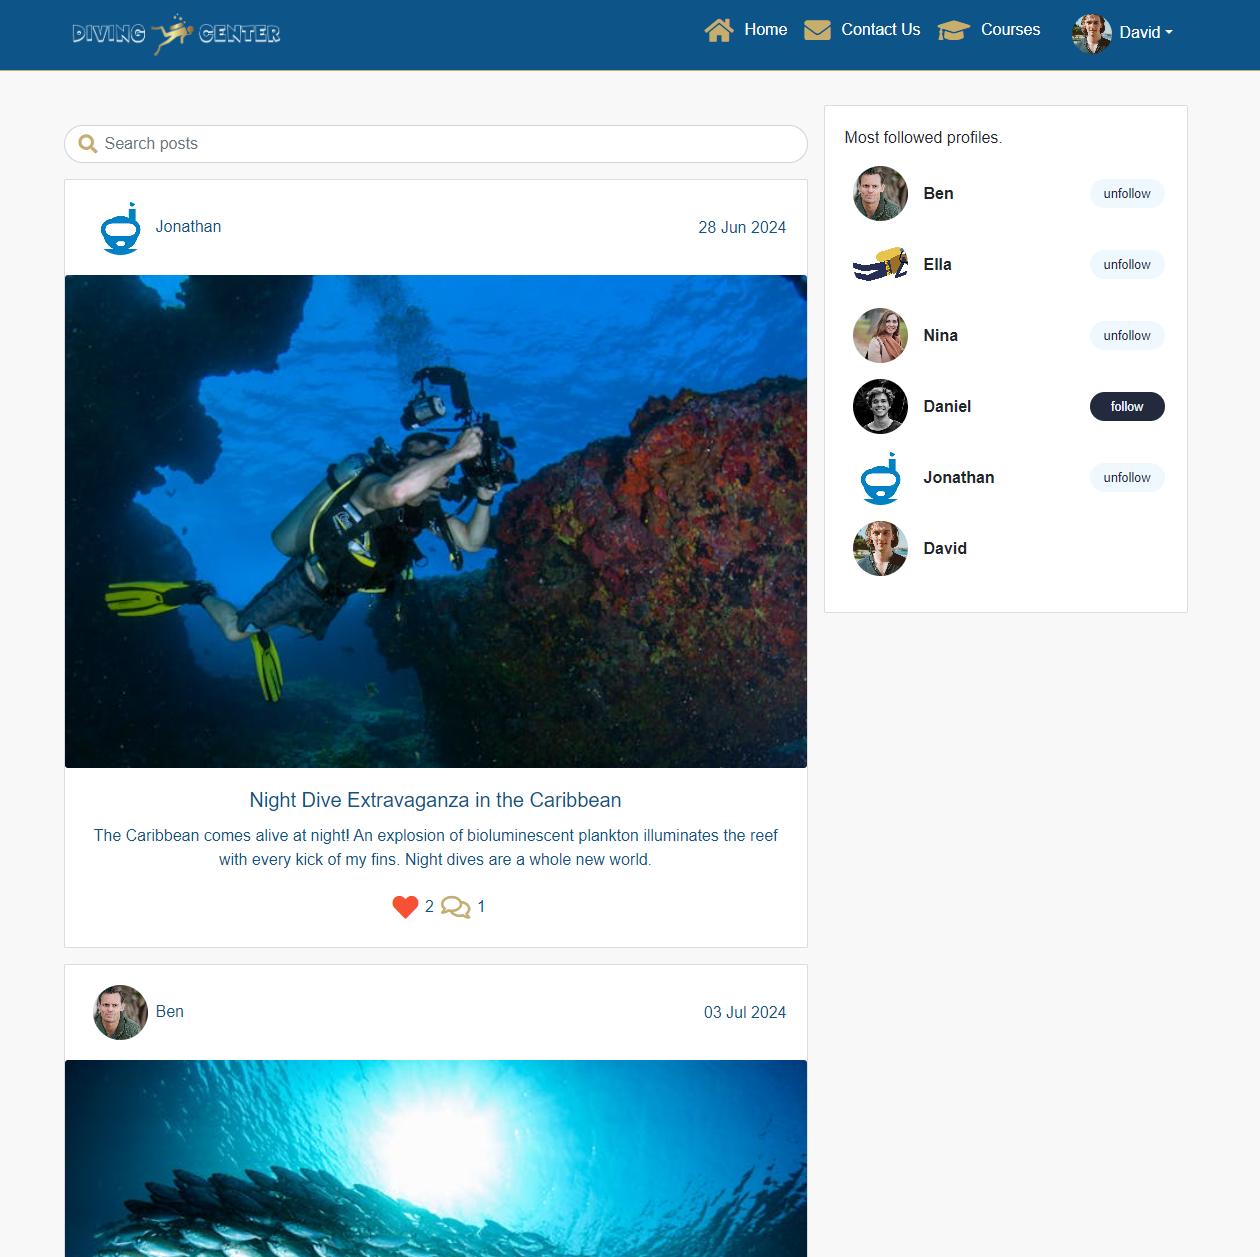 DIVING CENTER
Home
Contact Us
Courses
David
Search posts
Jonathan
28 Jun 2024
Night Dive Extravaganza in the Caribbean
The Caribbean comes alive at night! An explosion of bioluminescent plankton illuminates the reef
with every kick of my fins. Night dives are a whole new world.
2
1
Ben
03 Jul 2024
Most followed profiles.
Ben
unfollow
Ella
unfollow
Nina
unfollow
Daniel
follow
Jonathan
unfollow
David